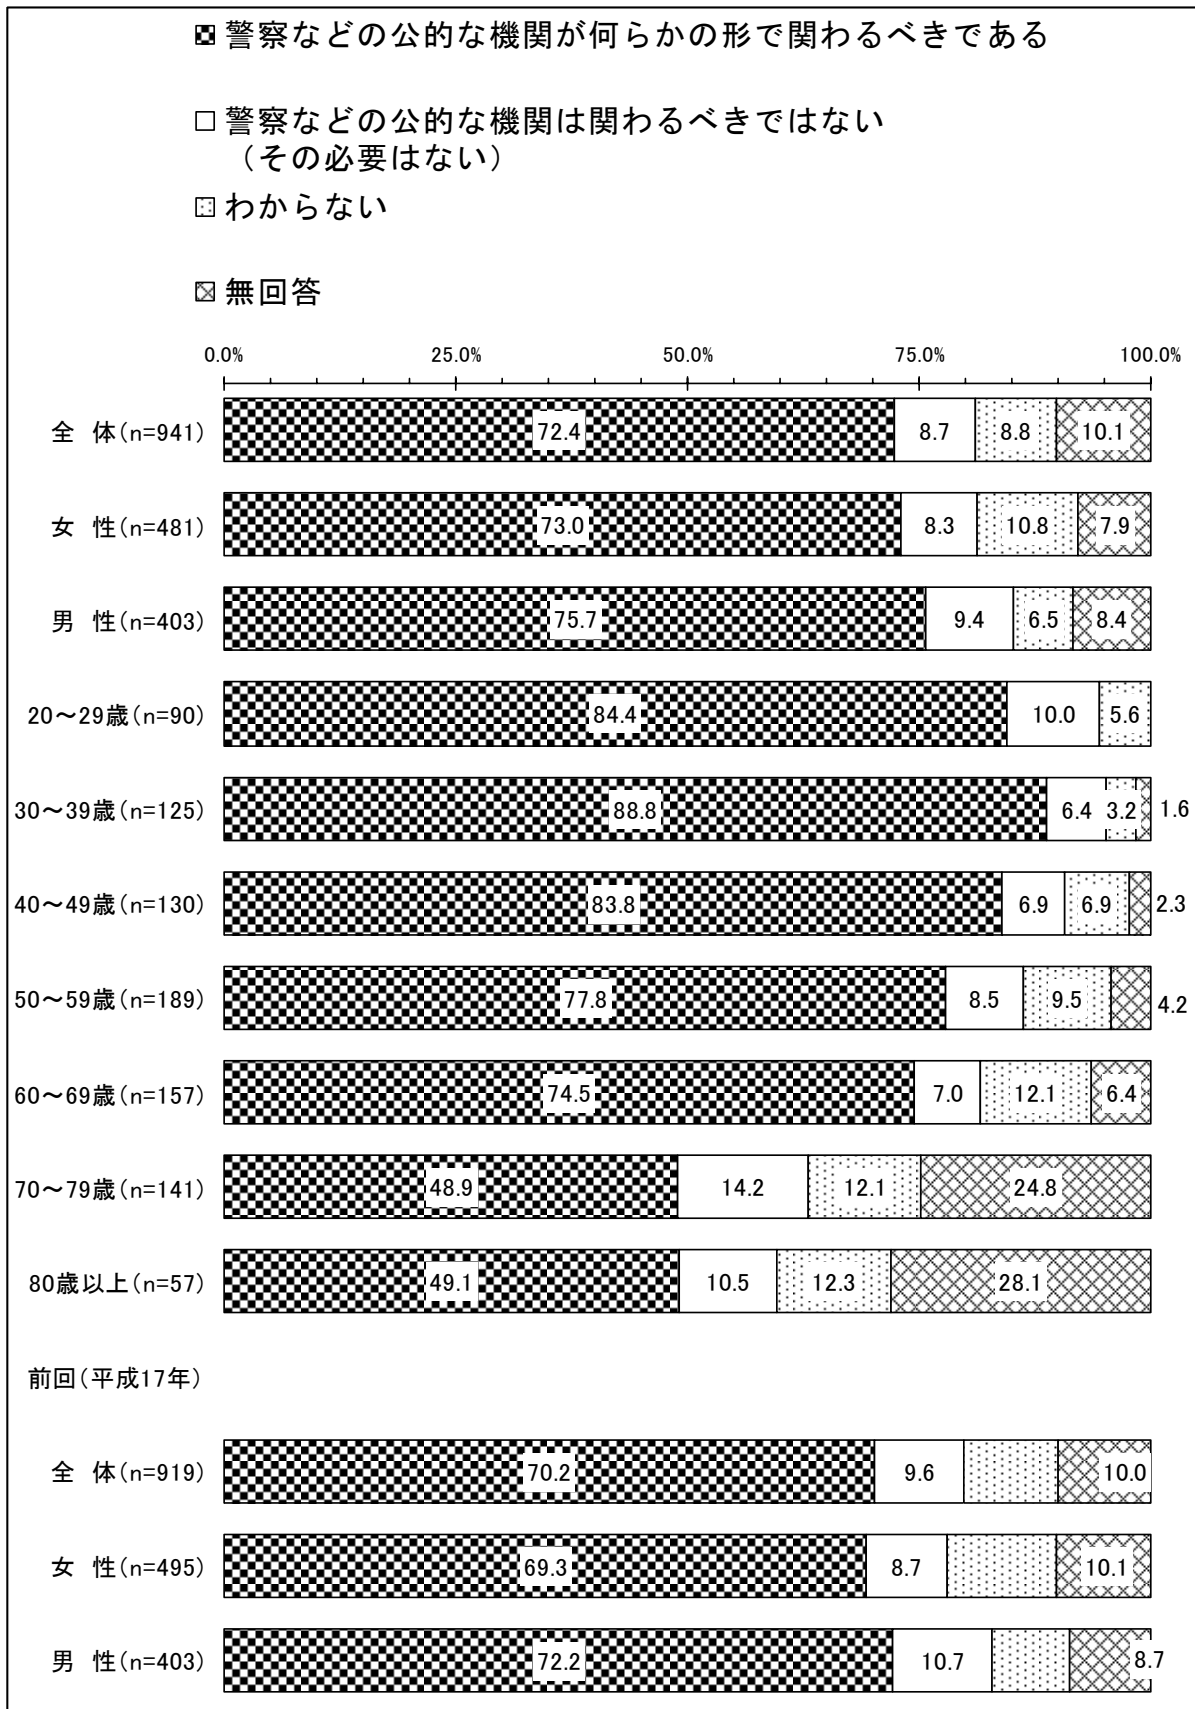 警察などの公的な機関が何らかの形で関わるべきである
警察などの公的な機関は関わるべきではない
（その必要はない）
わからない
無回答
0.0% 25.0% 50.0% 75.0% 100.0%
全 体(n=941) 72.4 8.7 8.8 10.1
女 性(n=481) 73.0 8.3 10.8 7.9
男 性(n=403) 75.7 9.4 6.5 8.4
20～29歳(n=90) 84.4 10.0 5.6
30～39歳(n=125) 88.8 6.4 3.2 1.6
40～49歳(n=130) 83.8 6.9 6.9 2.3
50～59歳(n=189) 77.8 8.5 9.5 4.2
60～69歳(n=157) 74.5 7.0 12.1 6.4
70～79歳(n=141) 48.9 14.2 12.1 24.8
80歳以上(n=57) 49.1 10.5 12.3 28.1
前回(平成17年)
全 体(n=919) 70.2 9.6 10.0
女 性(n=495) 69.3 8.7 10.1
男 性(n=403) 72.2 10.7 8.7